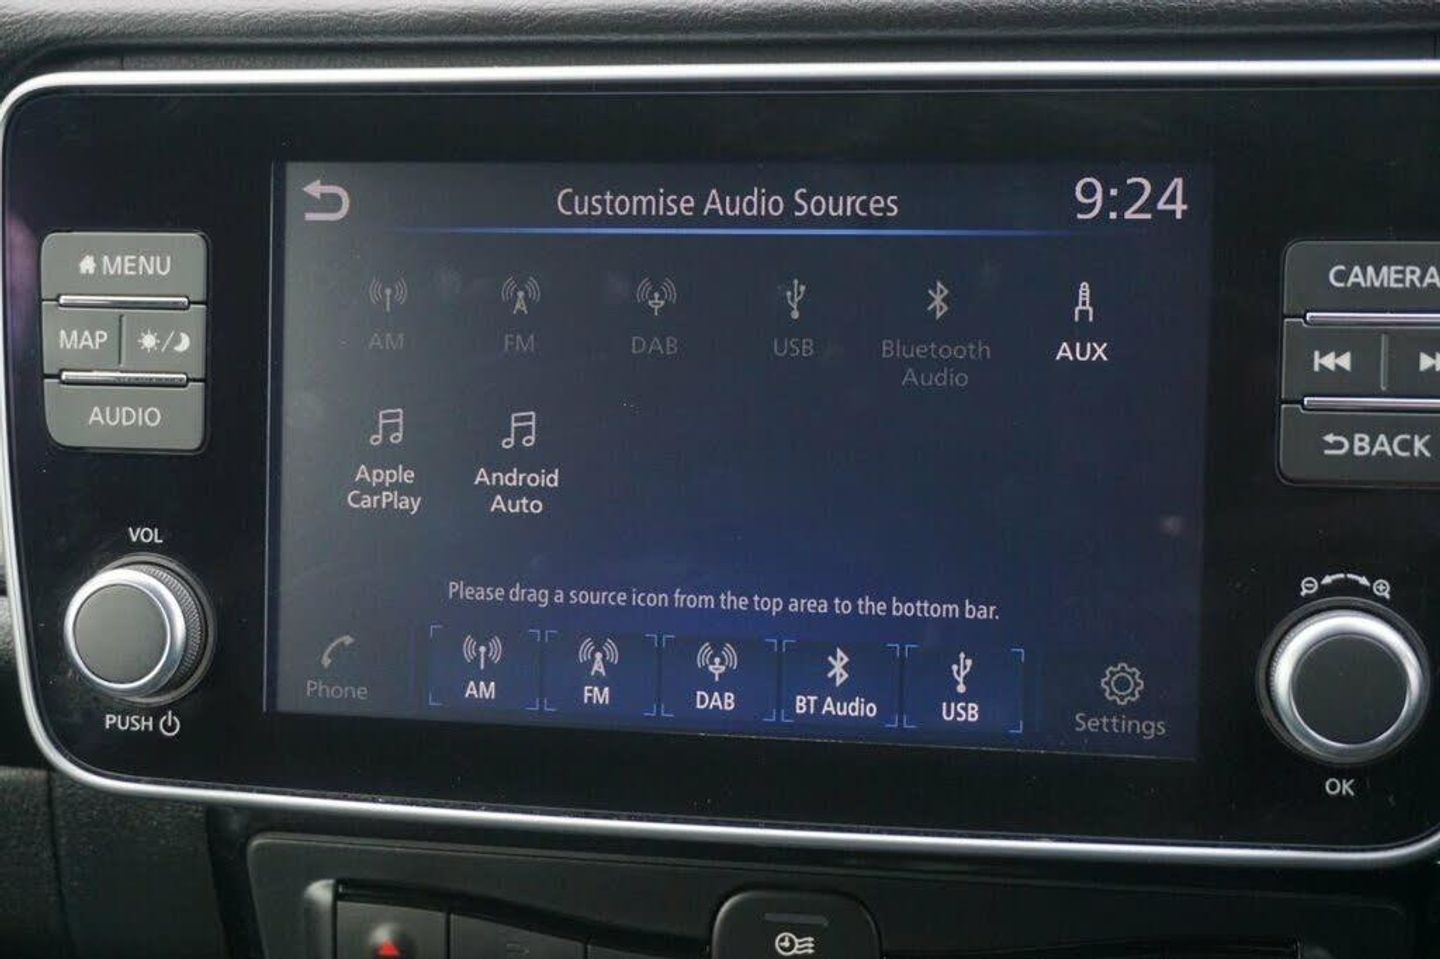 Customise Audio Sources
9:24
MENU
MAP
AUDIO
VOL
PUSH
AM
FM
DAB
USB
Bluetooth
Audio
AUX
Apple
CarPlay
Android
Auto
Please drag a source icon from the top area to the bottom bar.
Phone
AM
FM
DAB
BT Audio
USB
Settings
CAMERA
BACK
OK